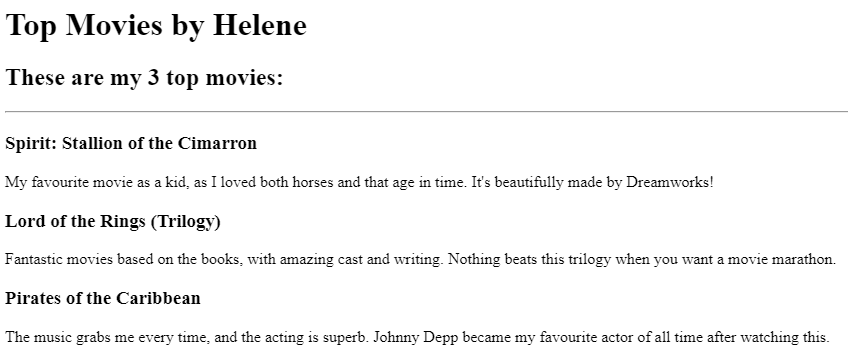 Top Movies by Helene
These are my 3 top movies:
Spirit: Stallion of the Cimarron
My favourite movie as a kid, as I loved both horses and that age in time. It's beautifully made by Dreamworks!
Lord of the Rings (Trilogy)
Fantastic movies based on the books, with amazing cast and writing. Nothing beats this trilogy when you want a movie marathon.
Pirates of the Caribbean
The music grabs me every time, and the acting is superb. Johnny Depp became my favourite actor of all time after watching this.